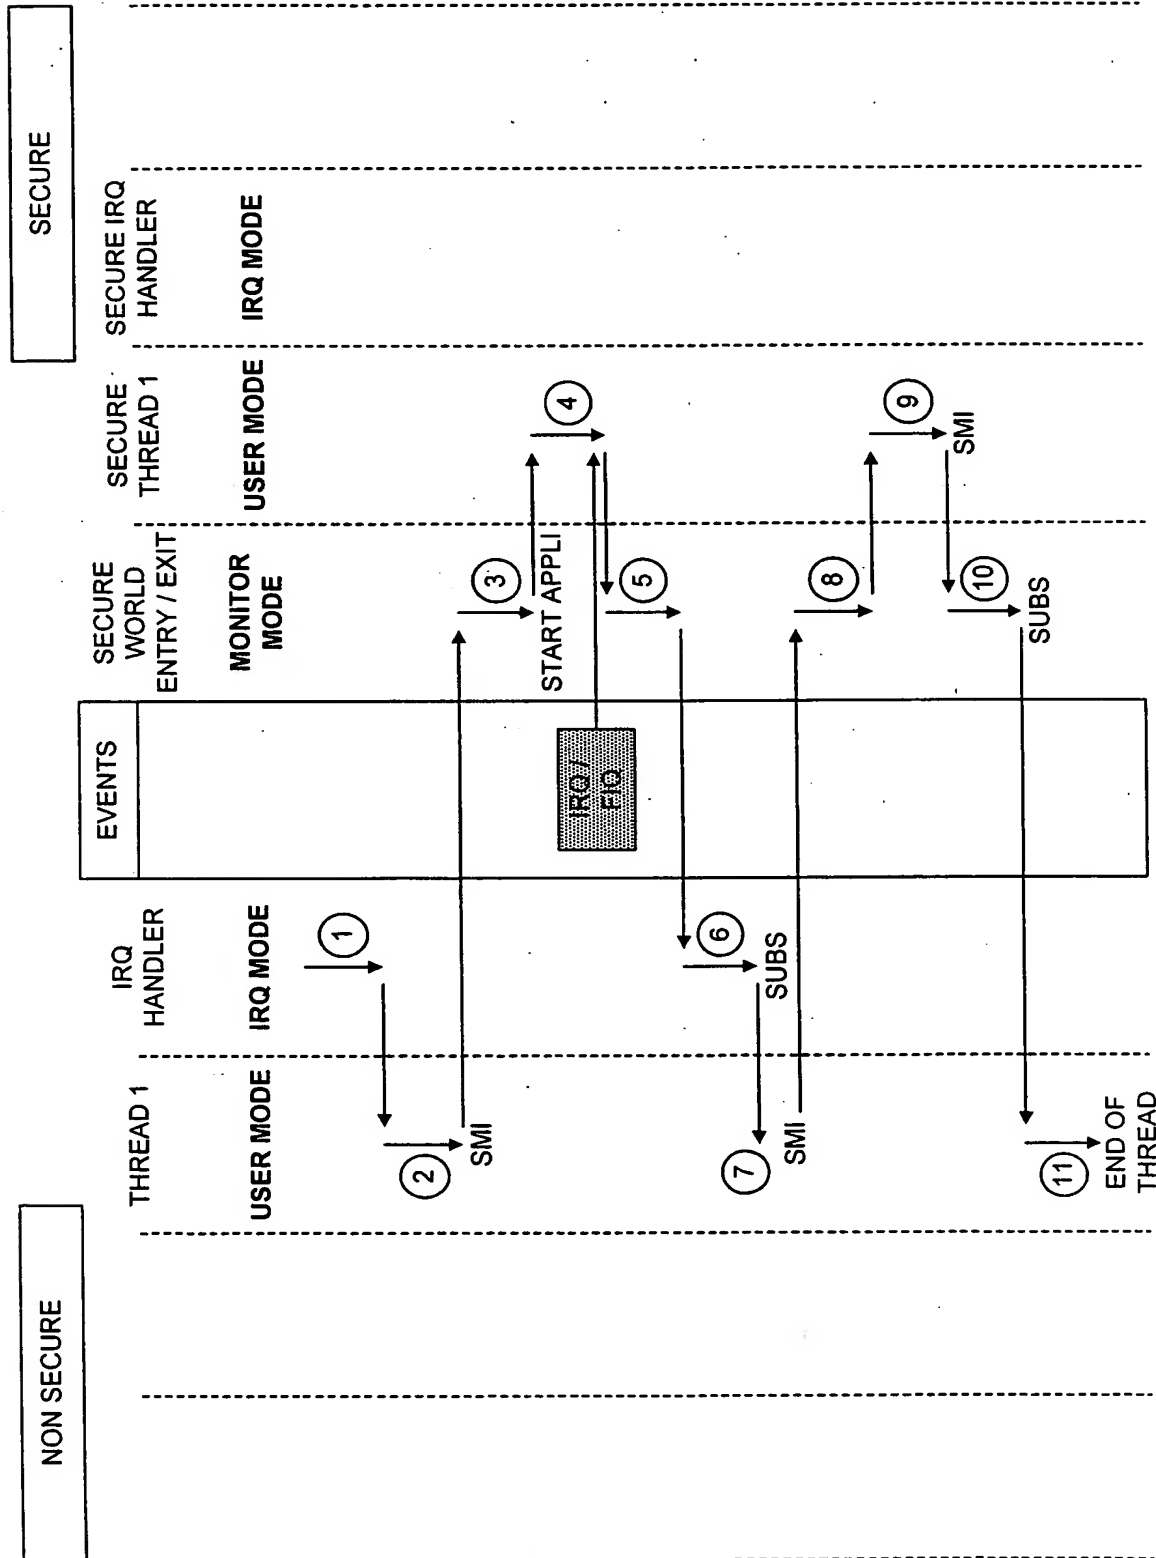 NON SECURE
SECURE
EVENTS
THREAD 1
USER MODE
IRQ
HANDLER
IRQ MODE
SECURE
WORLD
ENTRY / EXIT
MONITOR
MODE
SECURE
THREAD 1
USER MODE
SECURE IRQ
HANDLER
IRQ MODE
1
2
SMI
3
START APPLI
4
IRQ /
FIQ
5
6
SUBS
7
SMI
8
9
SMI
10
SUBS
11
END OF
THREAD